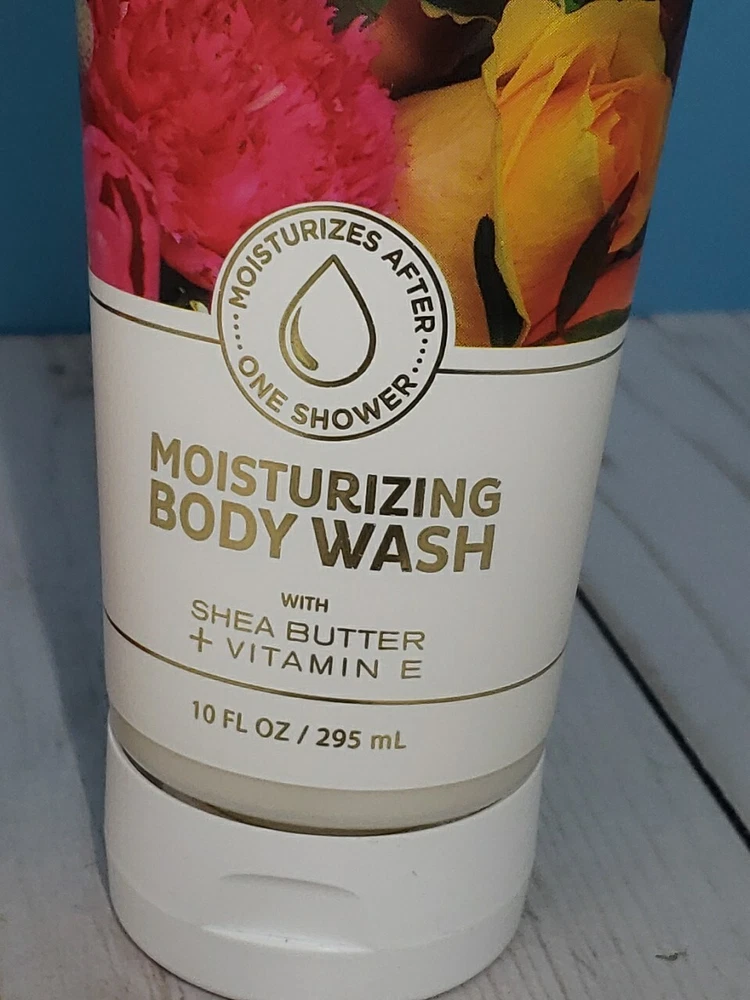 MOISTURIZES AFTER
ONE SHOWER
MOISTURIZING
BODY WASH
WITH
SHEA BUTTER
+ VITAMIN E
10 FL OZ / 295 mL